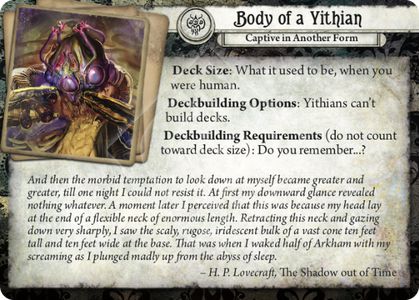 Body of a Yithian
Captive in Another Form
Deck Size: What it used to be, when you
were human.
Deckbuilding Options: Yithians can't
build decks.
Deckbuilding Requirements (do not count
toward deck size): Do you remember...?
And then the morbid temptation to look down at myself became greater and
greater, till one night I could not resist it. At first my downward glance revealed
nothing whatever. A moment later I perceived that this was because my head lay
at the end of a flexible neck of enormous length. Retracting this neck and gazing
down very sharply, I saw the scaly, rugose, iridescent bulk of a vast cone ten feet
tall and ten feet wide at the base. That was when I waked half of Arkham with my
screaming as I plunged madly up from the abyss of sleep.
– H. P. Lovecraft, The Shadow out of Time